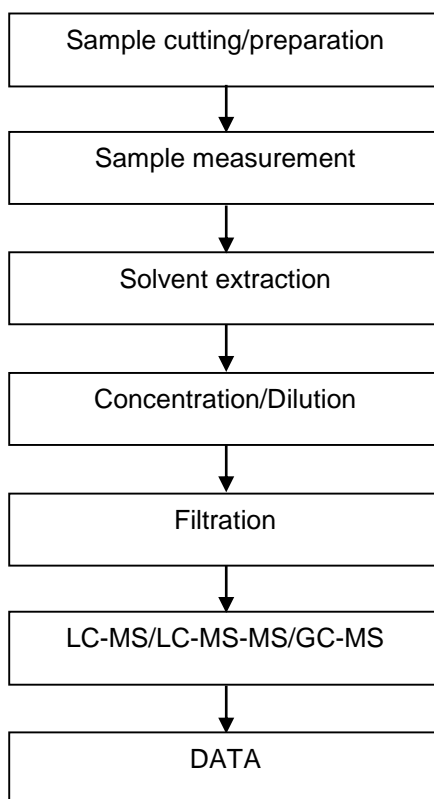 Sample cutting/preparation
Sample measurement
Solvent extraction
Concentration/Dilution
Filtration
LC-MS/LC-MS-MS/GC-MS
DATA